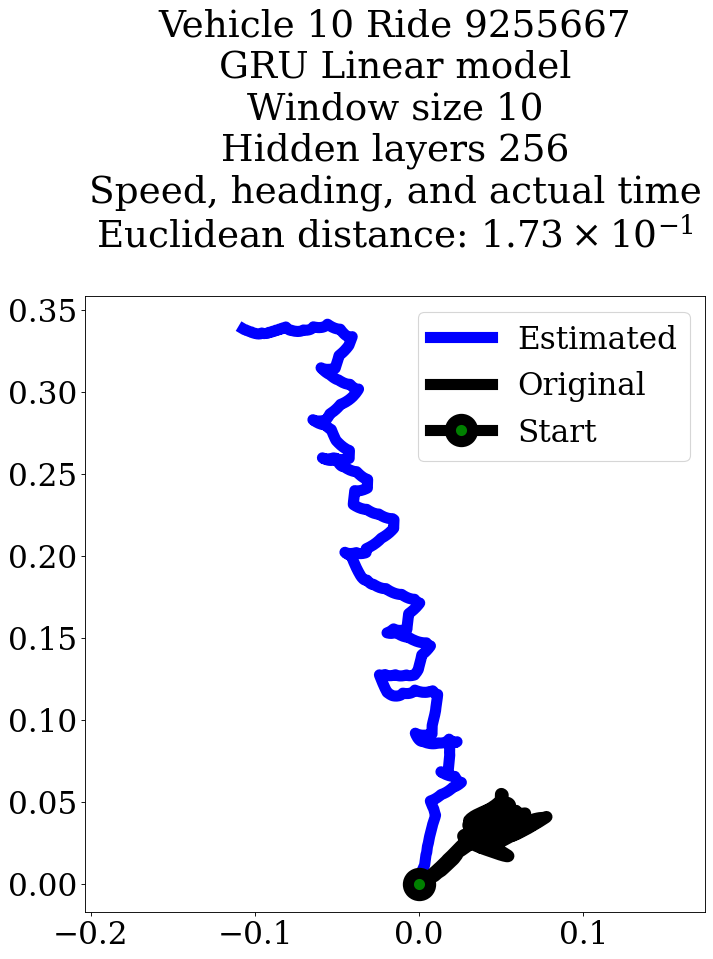 Vehicle 10 Ride 9255667
GRU Linear model
Window size 10
Hidden layers 256
Speed, heading, and actual time
Euclidean distance: 1.73 × 10⁻¹
0.35
0.30
0.25
0.20
0.15
0.10
0.05
0.00
Estimated
Original
Start
−0.2
−0.1
0.0
0.1